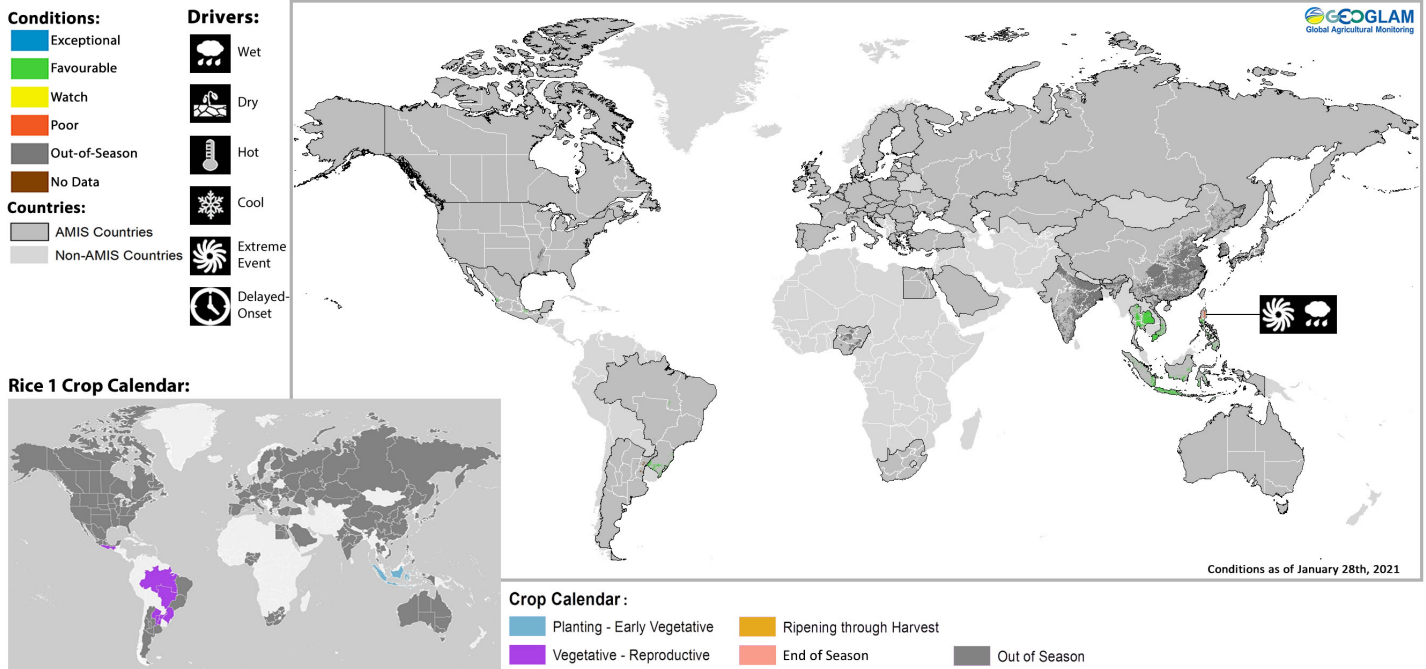 Conditions:
Exceptional
Favourable
Watch
Poor
Out-of-Season
No Data
Countries:
AMIS Countries
Non-AMIS Countries
Drivers:
Wet
Dry
Hot
Cool
Extreme
Event
Delayed-
Onset
GEOGLAM
Global Agricultural Monitoring
Conditions as of January 28th, 2021
Rice 1 Crop Calendar:
Crop Calendar :
Planting - Early Vegetative
Ripening through Harvest
Vegetative - Reproductive
End of Season
Out of Season